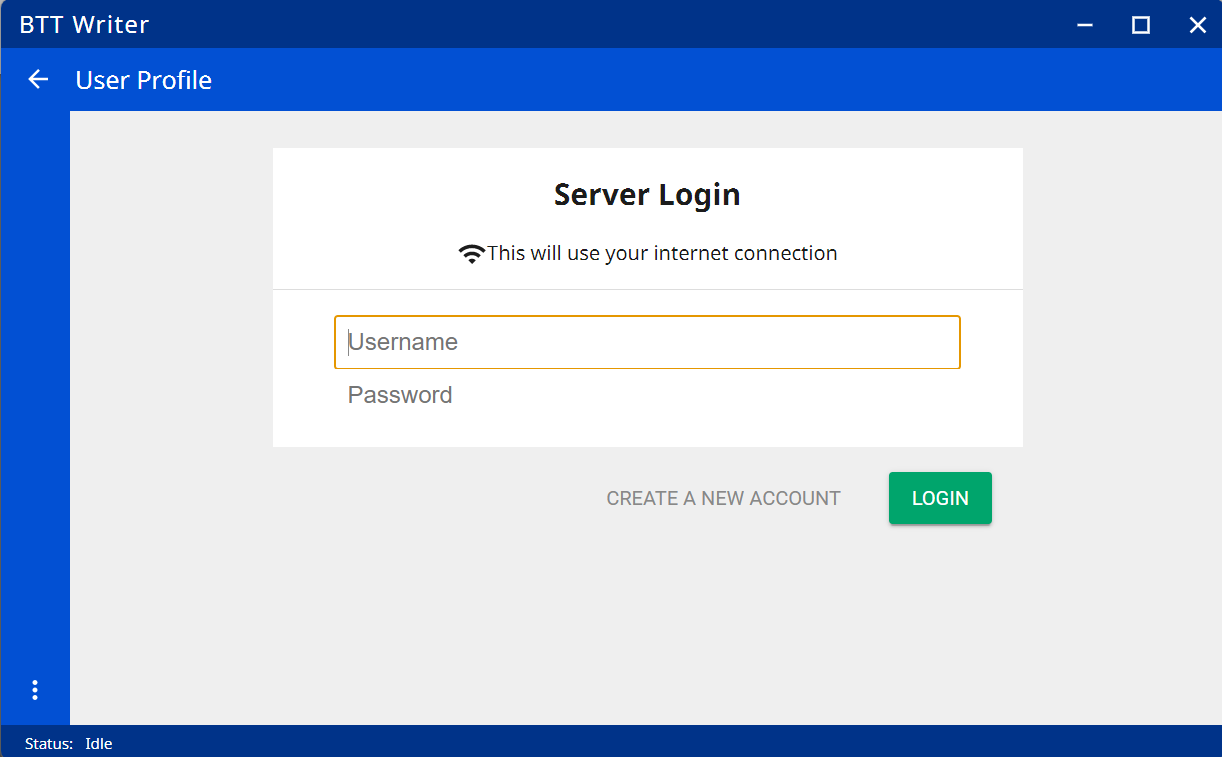 BTT Writer
User Profile
Server Login
This will use your internet connection
Username
Password
CREATE A NEW ACCOUNT
LOGIN
Status: Idle